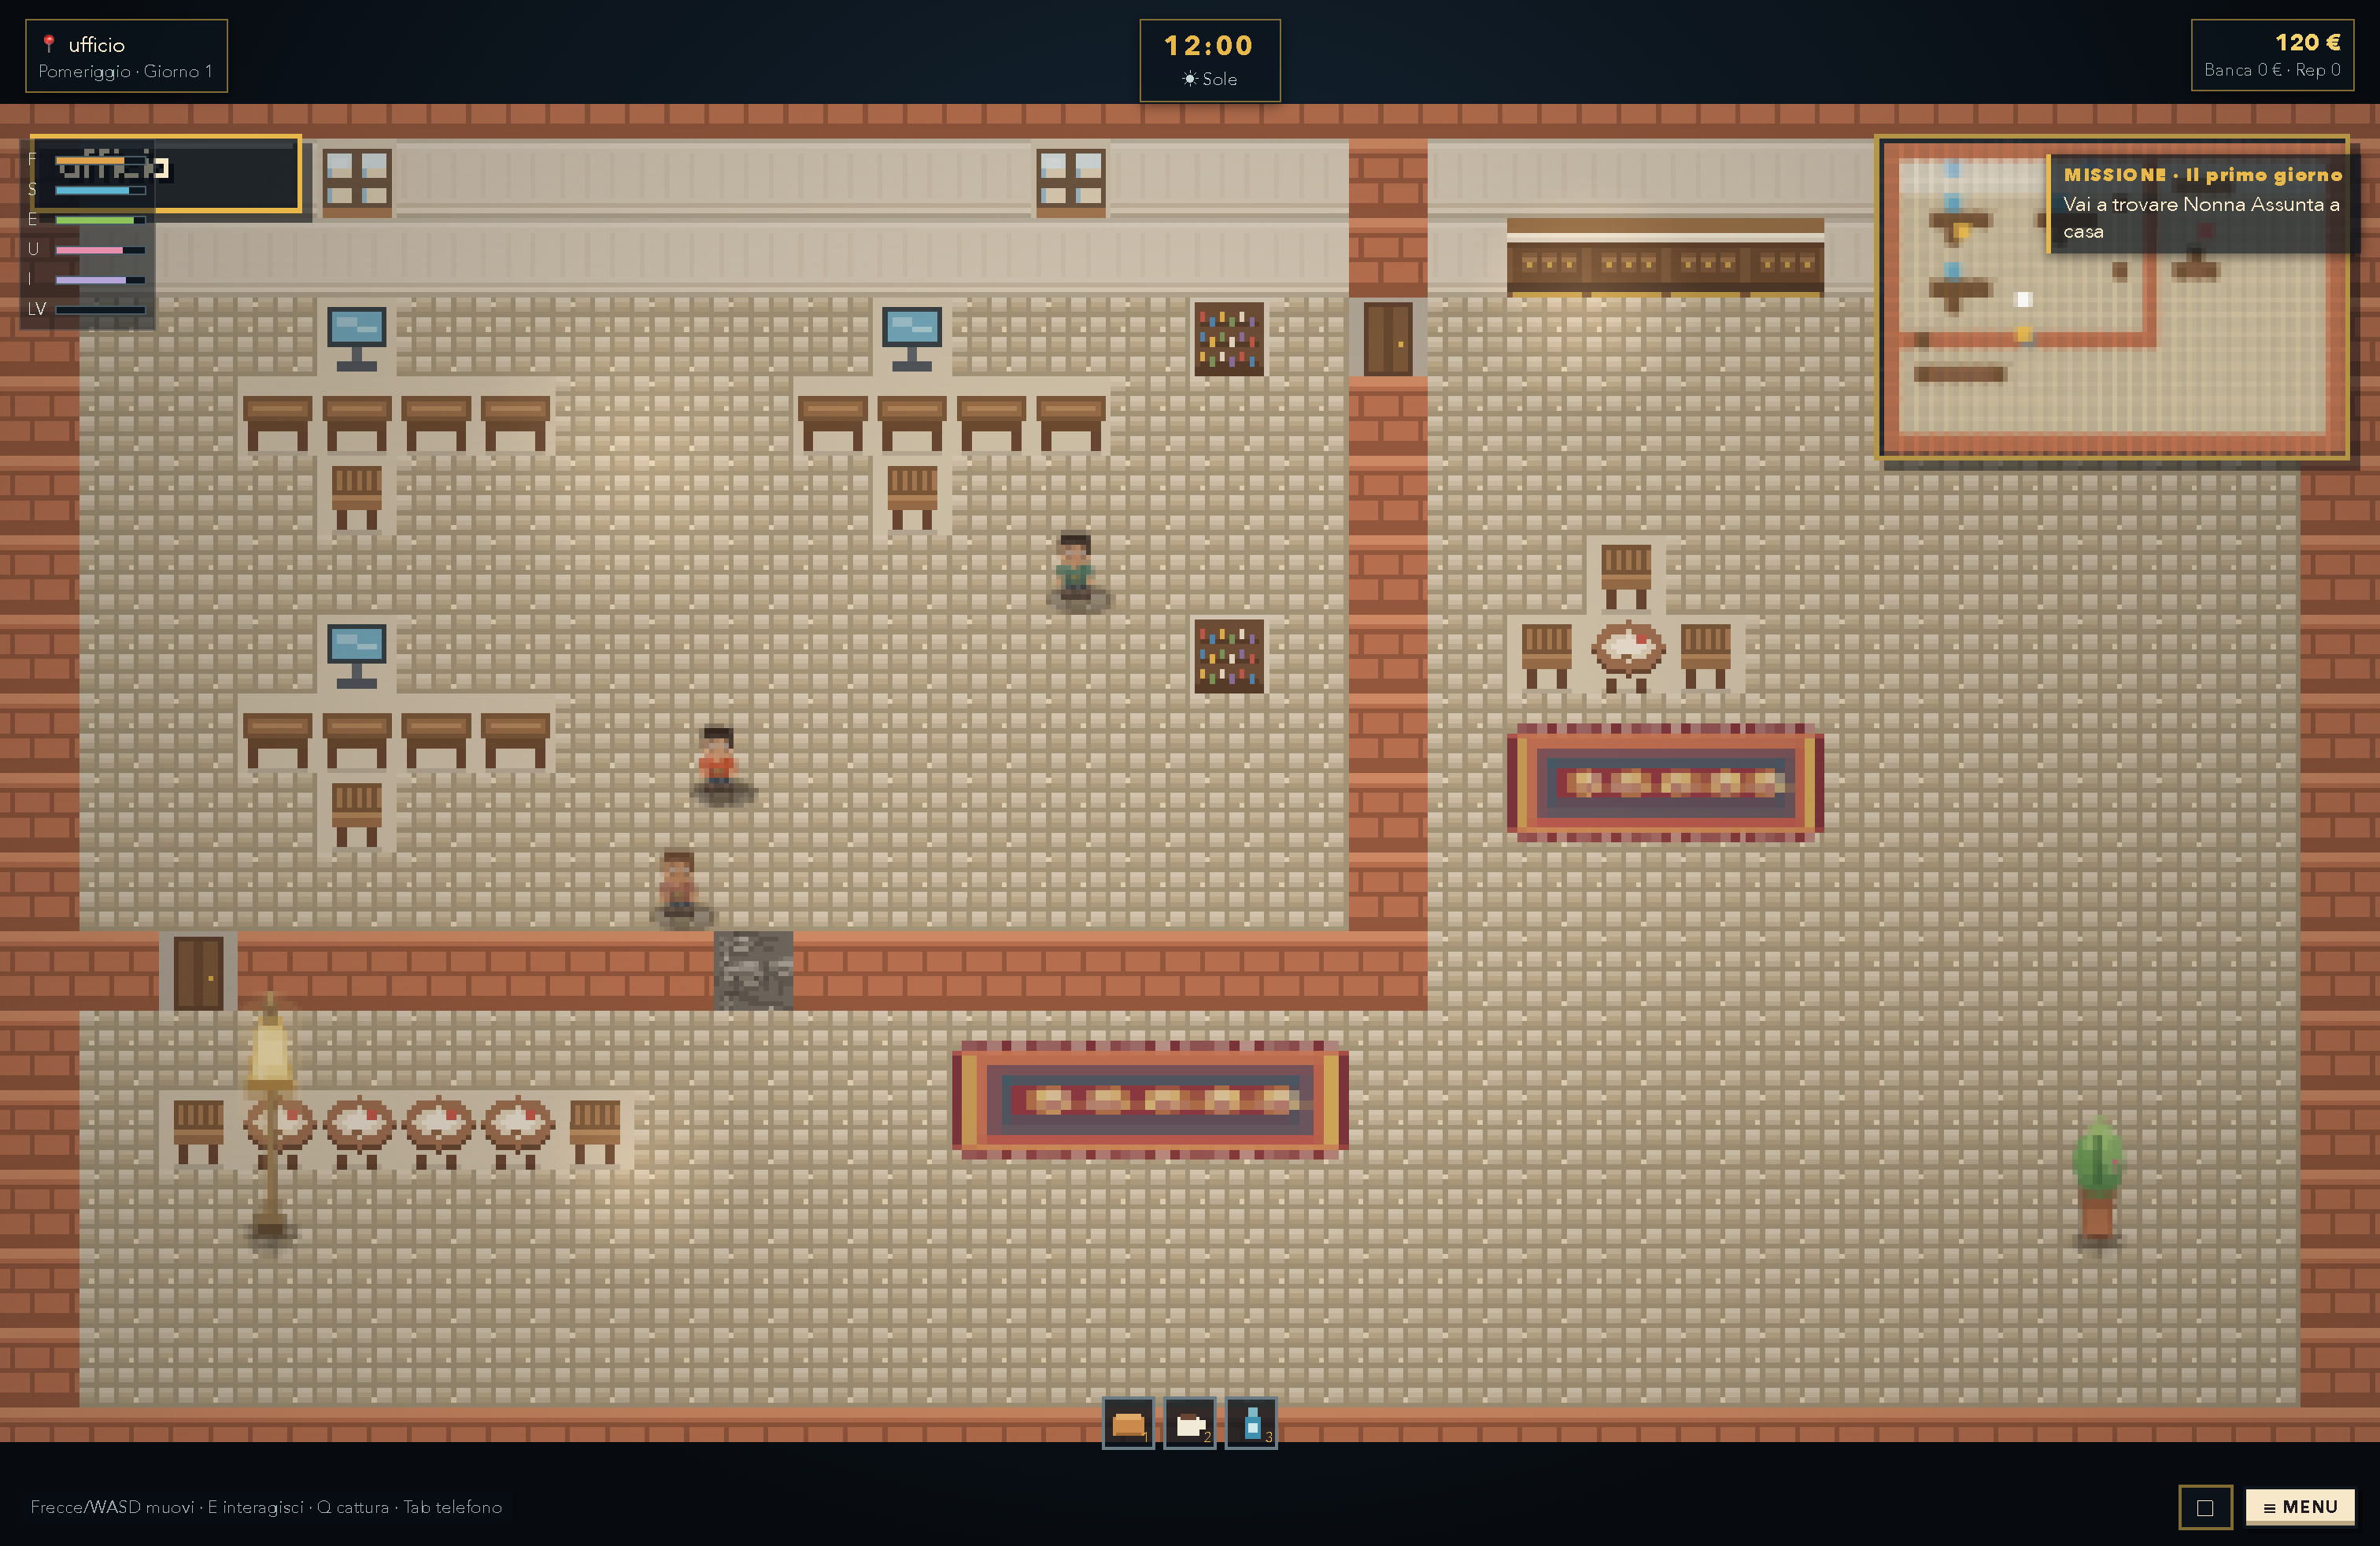 ufficio
Pomeriggio · Giorno 1
12:00
Sole
120 €
Banca 0 € · Rep 0
F
S
E
U
I
LV
MISSIONE · Il primo giorno
Vai a trovare Nonna Assunta a
casa
1
2
3
Frecce/WASD muovi · E interagisci · Q cattura · Tab telefono
≡ MENU